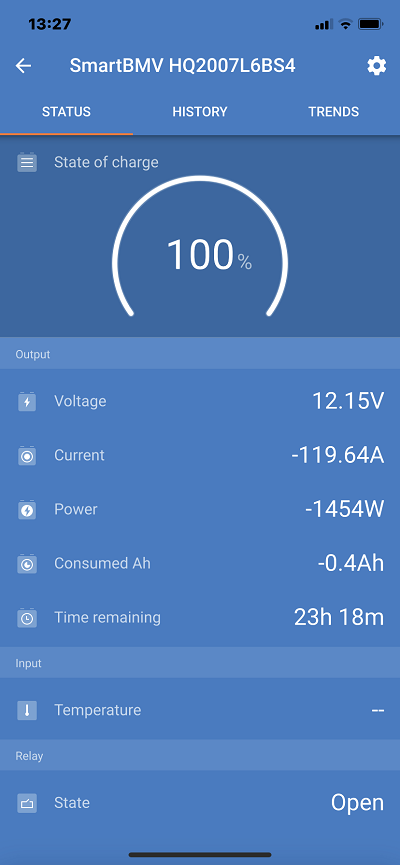 13:27
SmartBMV HQ2007L6BS4
STATUS HISTORY TRENDS
State of charge
100%
Output
Voltage 12.15V
Current -119.64A
Power -1454W
Consumed Ah -0.4Ah
Time remaining 23h 18m
Input
Temperature --
Relay
State Open